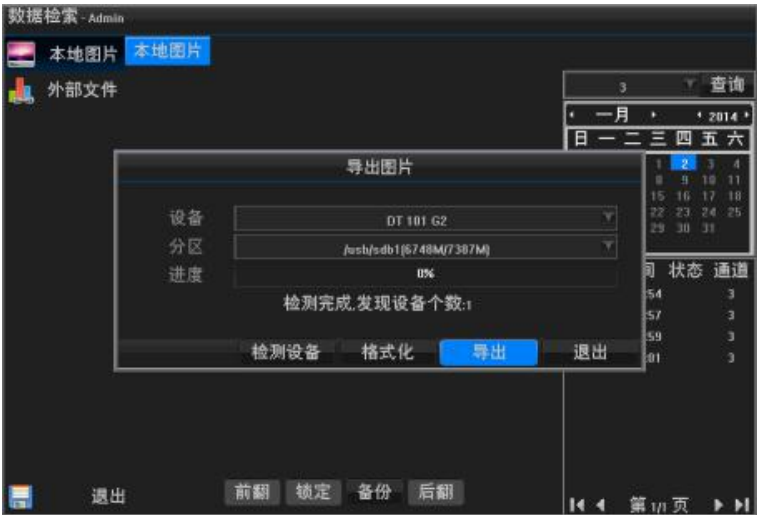 数据检索 - Admin
本地图片 本地图片
外部文件
3 查询
一月 2014
日 一 二 三 四 五 六
1 2 3 4
8 9 10 11
15 16 17 18
22 23 24 25
29 30 31
导出图片
设备 DT 101 G2
分区 /usb/sdb1(6748M/7387M)
进度 0%
检测完成,发现设备个数:1
检测设备 格式化 导出 退出
状态 通道
:54 3
:57 3
:59 3
:01 3
退出 前翻 锁定 备份 后翻
第 1/1 页